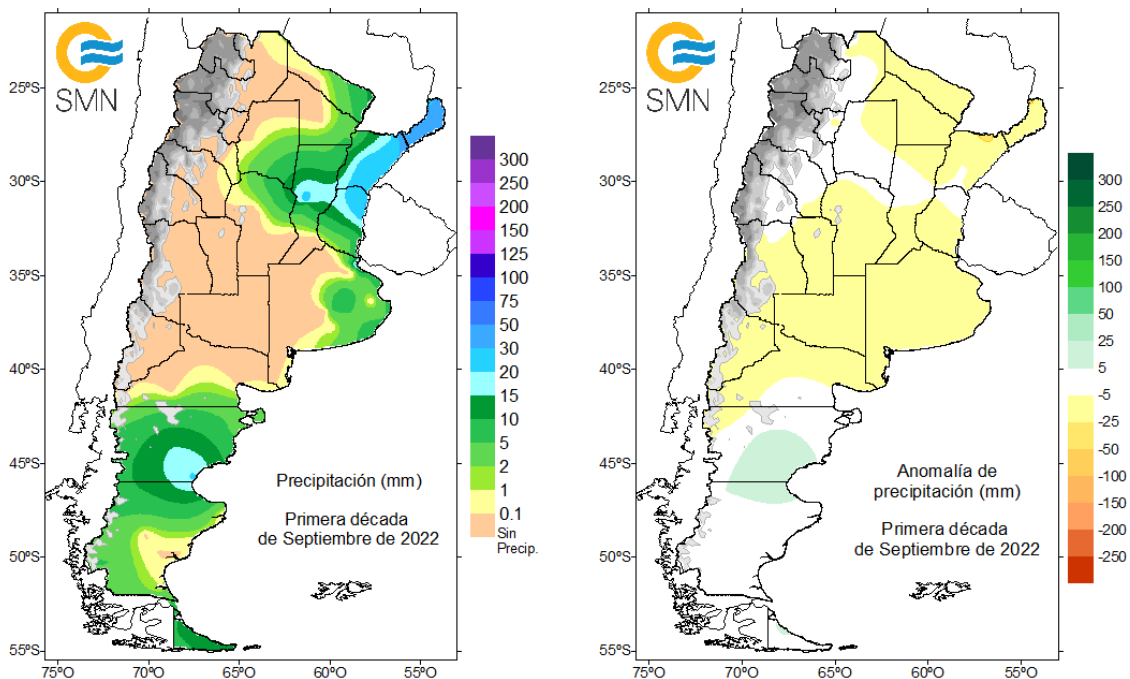 SMN
25ºS
30ºS
35ºS
40ºS
45ºS
50ºS
55ºS
75ºO
70ºO
65ºO
60ºO
55ºO
Precipitación (mm)
Primera década
de Septiembre de 2022
300
250
200
150
125
100
75
50
30
20
15
10
5
2
1
0.1
Sin
Precip.
SMN
25ºS
30ºS
35ºS
40ºS
45ºS
50ºS
55ºS
75ºO
70ºO
65ºO
60ºO
55ºO
Anomalía de
precipitación (mm)
Primera década
de Septiembre de 2022
300
250
200
150
100
50
25
5
-5
-25
-50
-100
-150
-200
-250